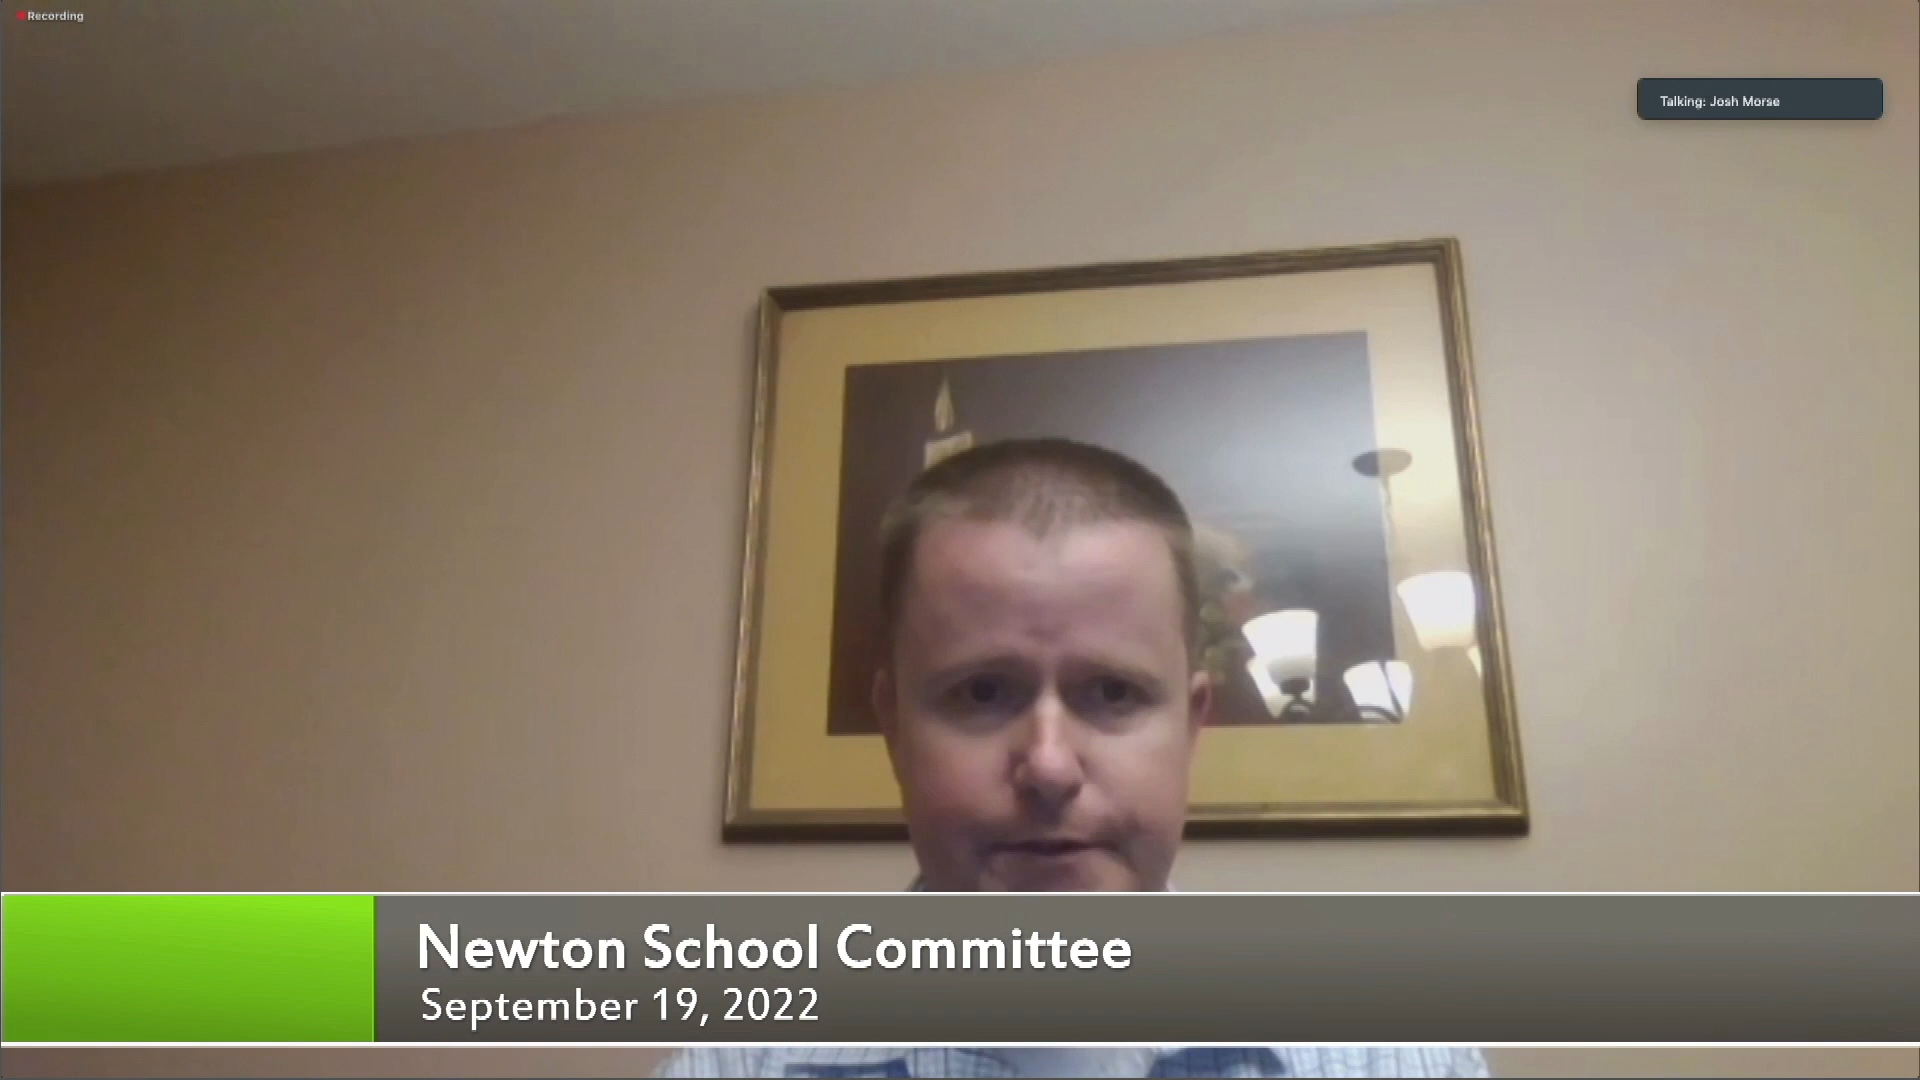 Recording
Talking: Josh Morse
Newton School Committee
September 19, 2022